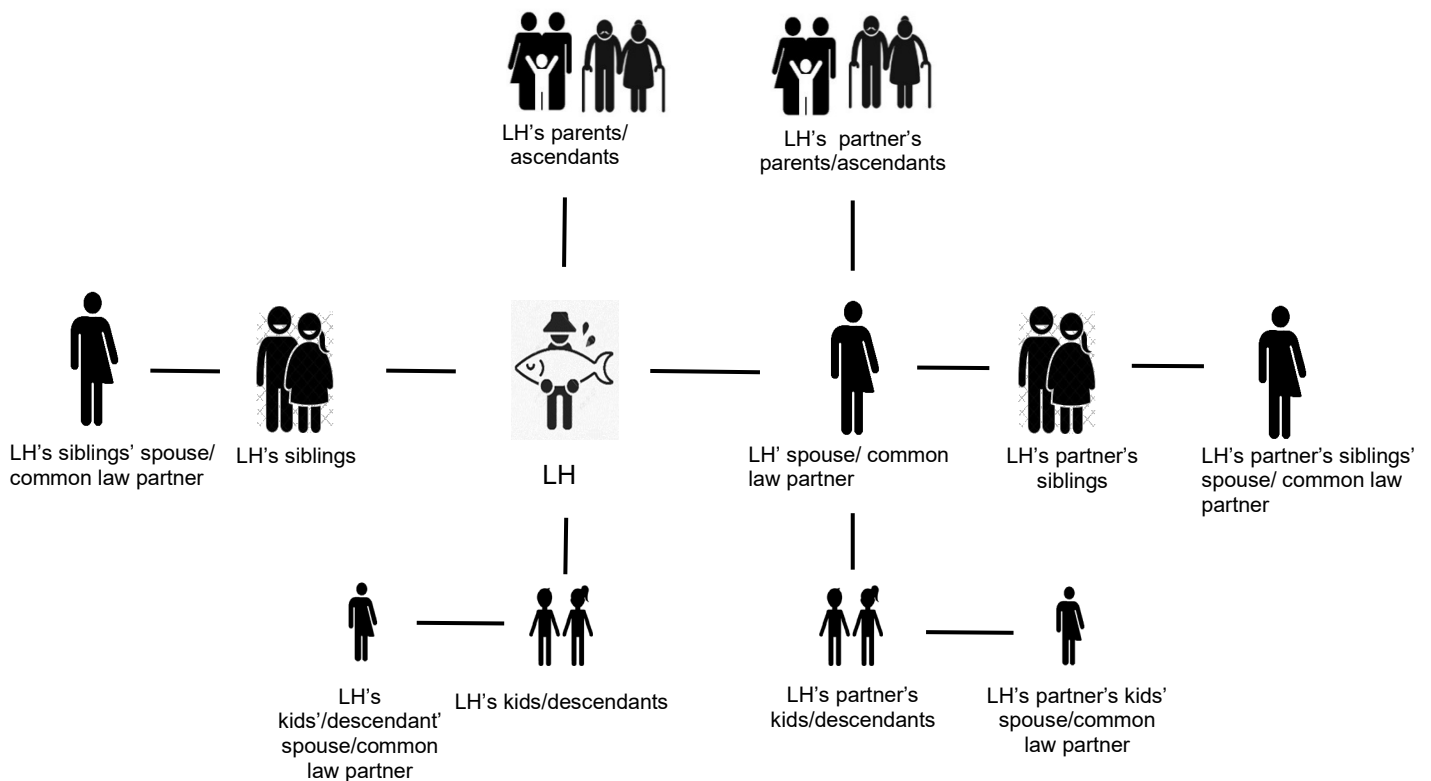 LH’s parents/
ascendants
LH’s partner’s
parents/ascendants
LH’s siblings’ spouse/
common law partner
LH’s siblings
LH
LH’ spouse/ common
law partner
LH’s partner’s
siblings
LH’s partner’s siblings’
spouse/ common law
partner
LH’s
kids’/descendant’
spouse/common
law partner
LH’s kids/descendants
LH’s partner’s
kids/descendants
LH’s partner’s kids’
spouse/common
law partner